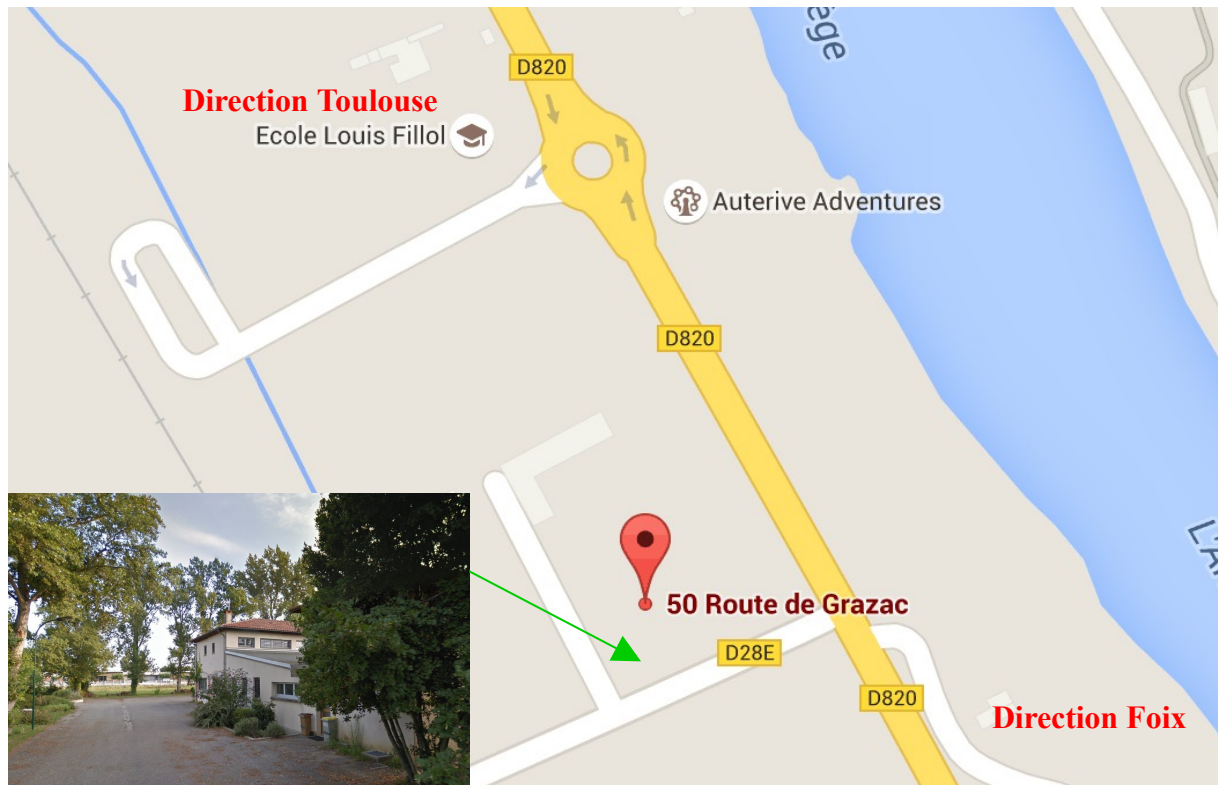 D820
Direction Toulouse
Ecole Louis Fillol
Auterive Adventures
D820
50 Route de Grazac
D28E
D820
Direction Foix